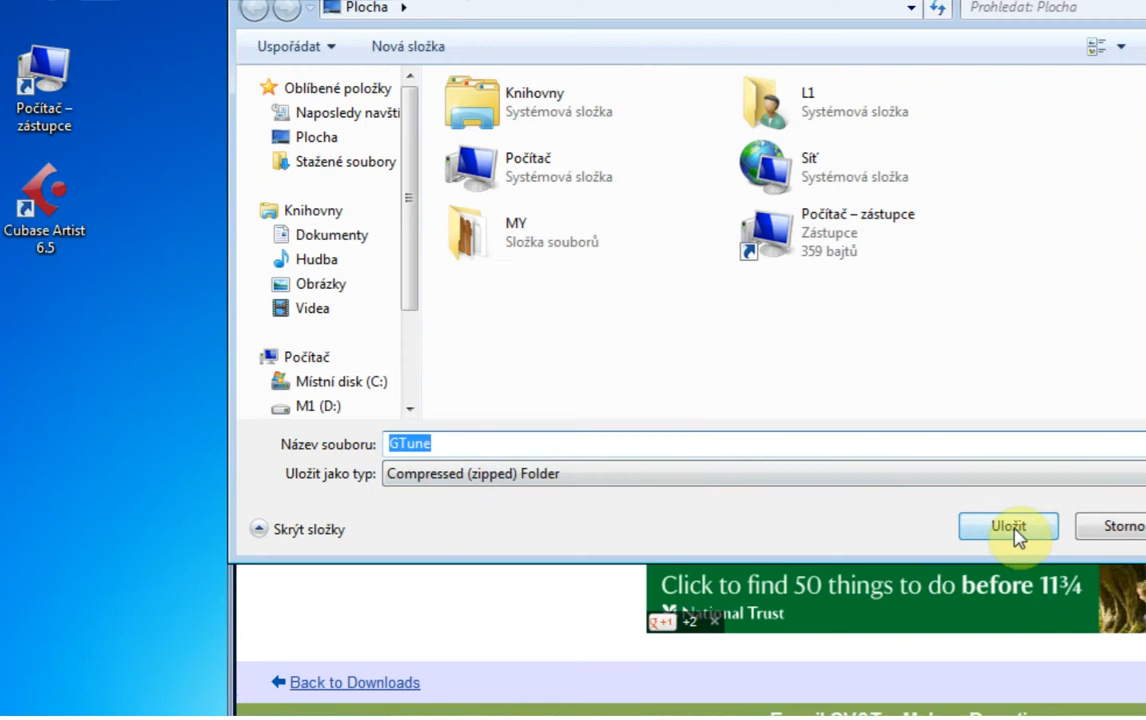 Plocha
Prohledat: Plocha
Uspořádat
Nová složka
Počítač –
zástupce
Cubase Artist
6.5
Oblíbené položky
Naposledy navšti
Plocha
Stažené soubory
Knihovny
Dokumenty
Hudba
Obrázky
Videa
Počítač
Místní disk (C:)
M1 (D:)
Knihovny
Systémová složka
L1
Systémová složka
Počítač
Systémová složka
Síť
Systémová složka
MY
Složka souborů
Počítač – zástupce
Zástupce
359 bajtů
Název souboru:
GTune
Uložit jako typ:
Compressed (zipped) Folder
Skrýt složky
Uložit
Storno
Click to find 50 things to do before 11¾
National Trust
+1
+2
Back to Downloads